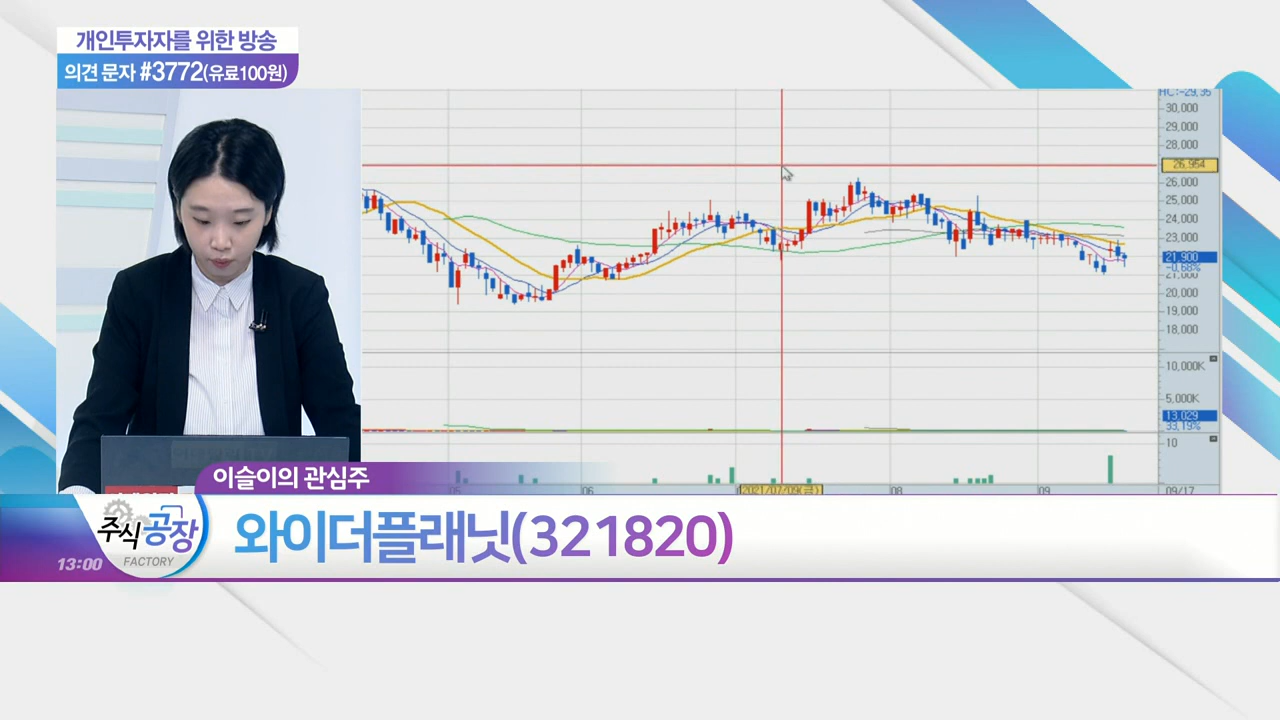 개인투자자를 위한 방송
의견 문자 #3772(유료100원)
HC:-29.35
30,000
29,000
28,000
26,954
26,000
25,000
24,000
23,000
21,900
-0.68%
21,000
20,000
19,000
18,000
10,000K
5,000K
13,029
33.19%
10
05
06
2021/07/09(금)
08
09
09/17
이슬이의 관심주
주식공장
FACTORY
13:00
와이더플래닛(321820)